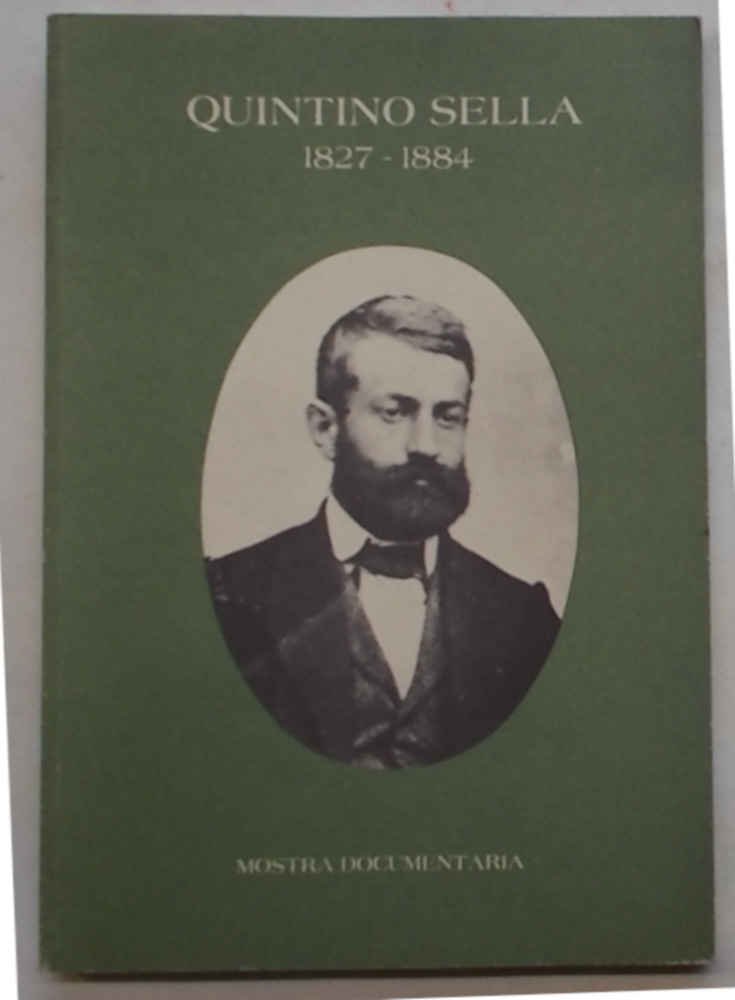 QUINTINO SELLA
1827 - 1884
MOSTRA DOCUMENTARIA